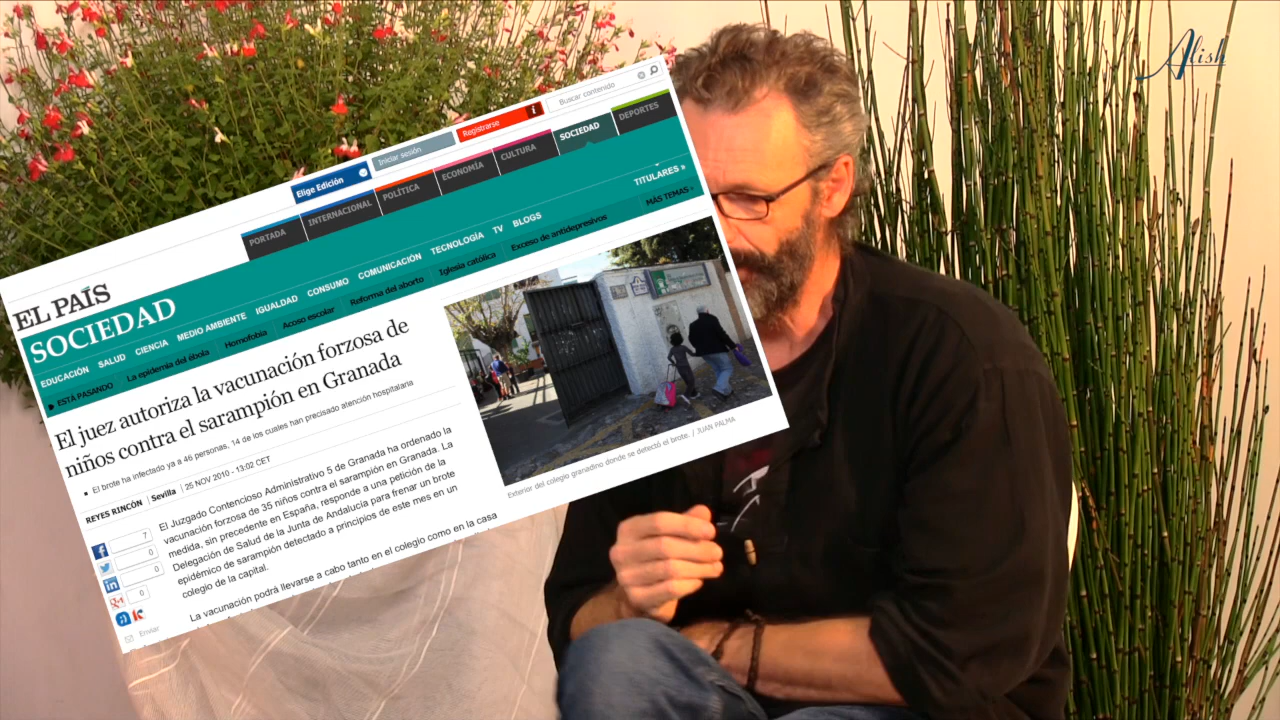 Alish
Buscar contenido
Elige Edición
Iniciar sesión
Registrarse
i
EL PAÍS
PORTADA
INTERNACIONAL
POLÍTICA
ECONOMÍA
CULTURA
SOCIEDAD
DEPORTES
SOCIEDAD
TITULARES »
EDUCACIÓN SALUD CIENCIA MEDIO AMBIENTE IGUALDAD CONSUMO COMUNICACIÓN TECNOLOGÍA TV BLOGS
ESTÁ PASANDO La epidemia del ébola Homofobia Acoso escolar Reforma del aborto Iglesia católica Exceso de antidepresivos MÁS TEMAS
El juez autoriza la vacunación forzosa de
niños contra el sarampión en Granada
El brote ha infectado ya a 46 personas, 14 de los cuales han precisado atención hospitalaria
REYES RINCÓN | Sevilla | 25 NOV 2010 - 13:02 CET
7
0
0
0
Enviar
El Juzgado Contencioso Administrativo 5 de Granada ha ordenado la
vacunación forzosa de 35 niños contra el sarampión en Granada. La
medida, sin precedente en España, responde a una petición de la
Delegación de Salud de la Junta de Andalucía para frenar un brote
epidémico de sarampión detectado a principios de este mes en un
colegio de la capital.
La vacunación podrá llevarse a cabo tanto en el colegio como en la casa
Exterior del colegio granadino donde se detectó el brote. / JUAN PALMA